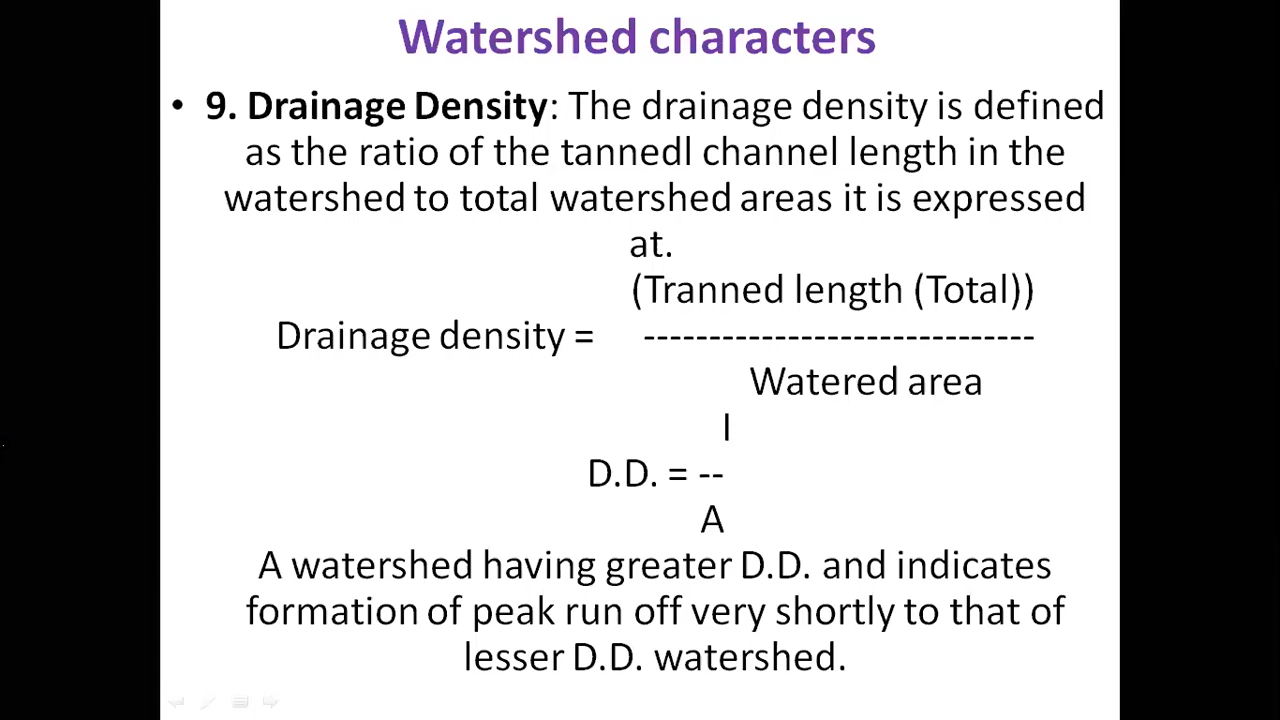 Watershed characters
• 9. Drainage Density: The drainage density is defined
as the ratio of the tannedl channel length in the
watershed to total watershed areas it is expressed
at.
(Tranned length (Total))
Drainage density = ------------------------------
Watered area
l
D.D. = --
A
A watershed having greater D.D. and indicates
formation of peak run off very shortly to that of
lesser D.D. watershed.